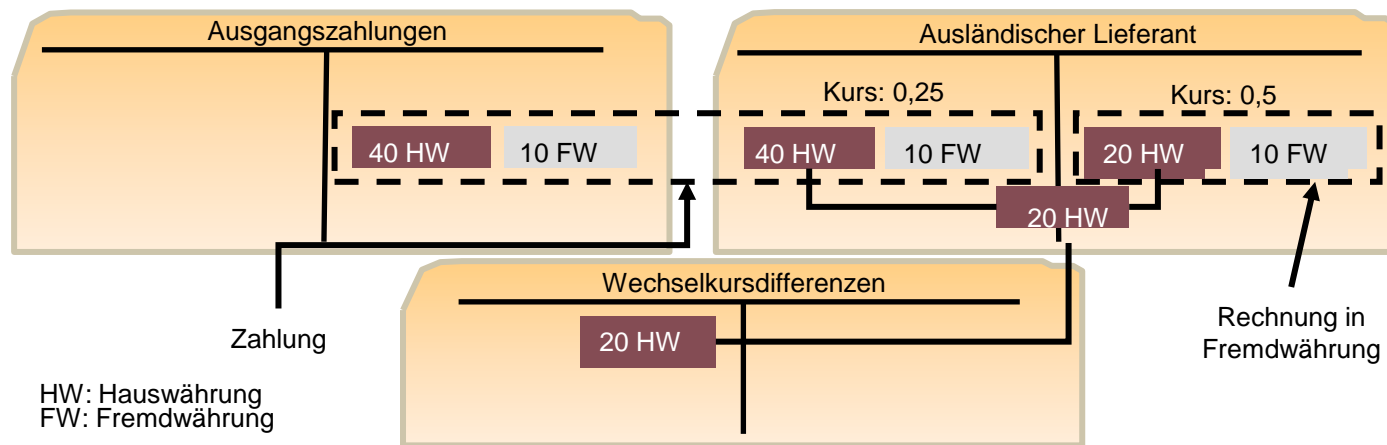 Ausgangszahlungen
Ausländischer Lieferant
Kurs: 0,25
Kurs: 0,5
40 HW
10 FW
40 HW
10 FW
20 HW
10 FW
20 HW
Wechselkursdifferenzen
20 HW
Zahlung
Rechnung in
Fremdwährung
HW: Hauswährung
FW: Fremdwährung